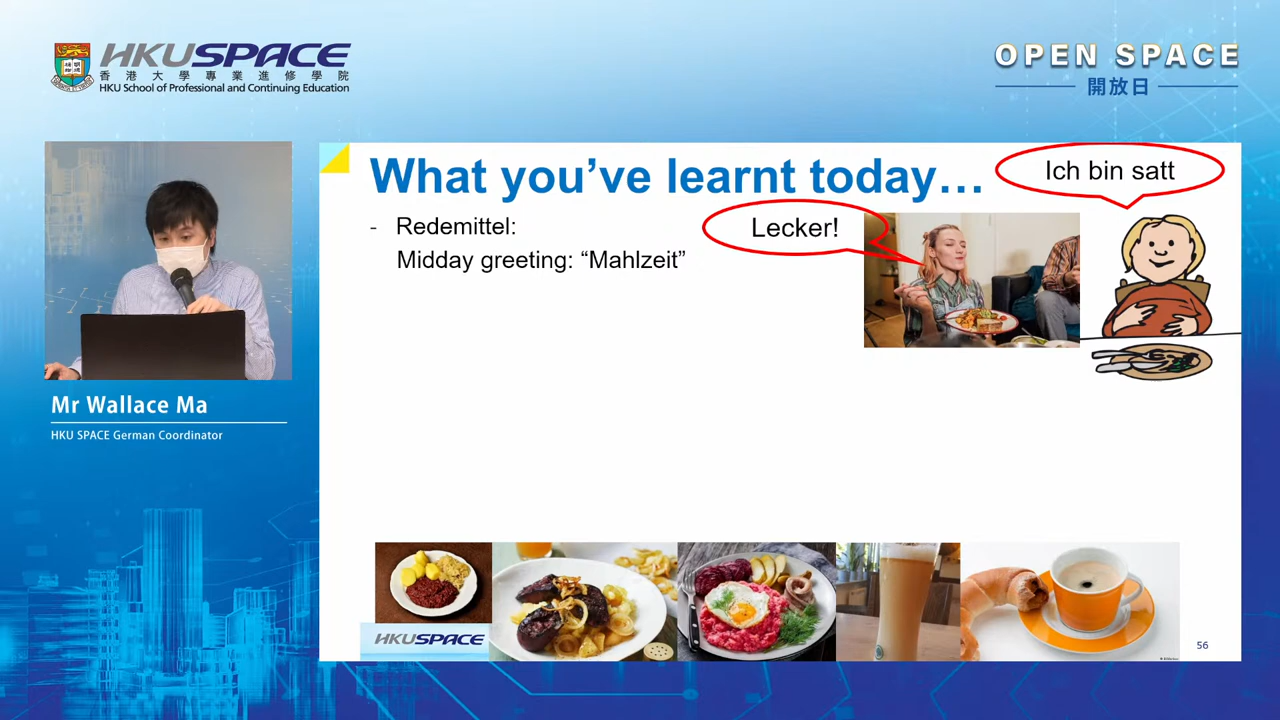 HKU SPACE
香港大學專業進修學院
HKU School of Professional and Continuing Education
OPEN SPACE
開放日
What you’ve learnt today…
Ich bin satt
Lecker!
- Redemittel:
Midday greeting: “Mahlzeit”
Mr Wallace Ma
HKU SPACE German Coordinator
HKUSPACE
56